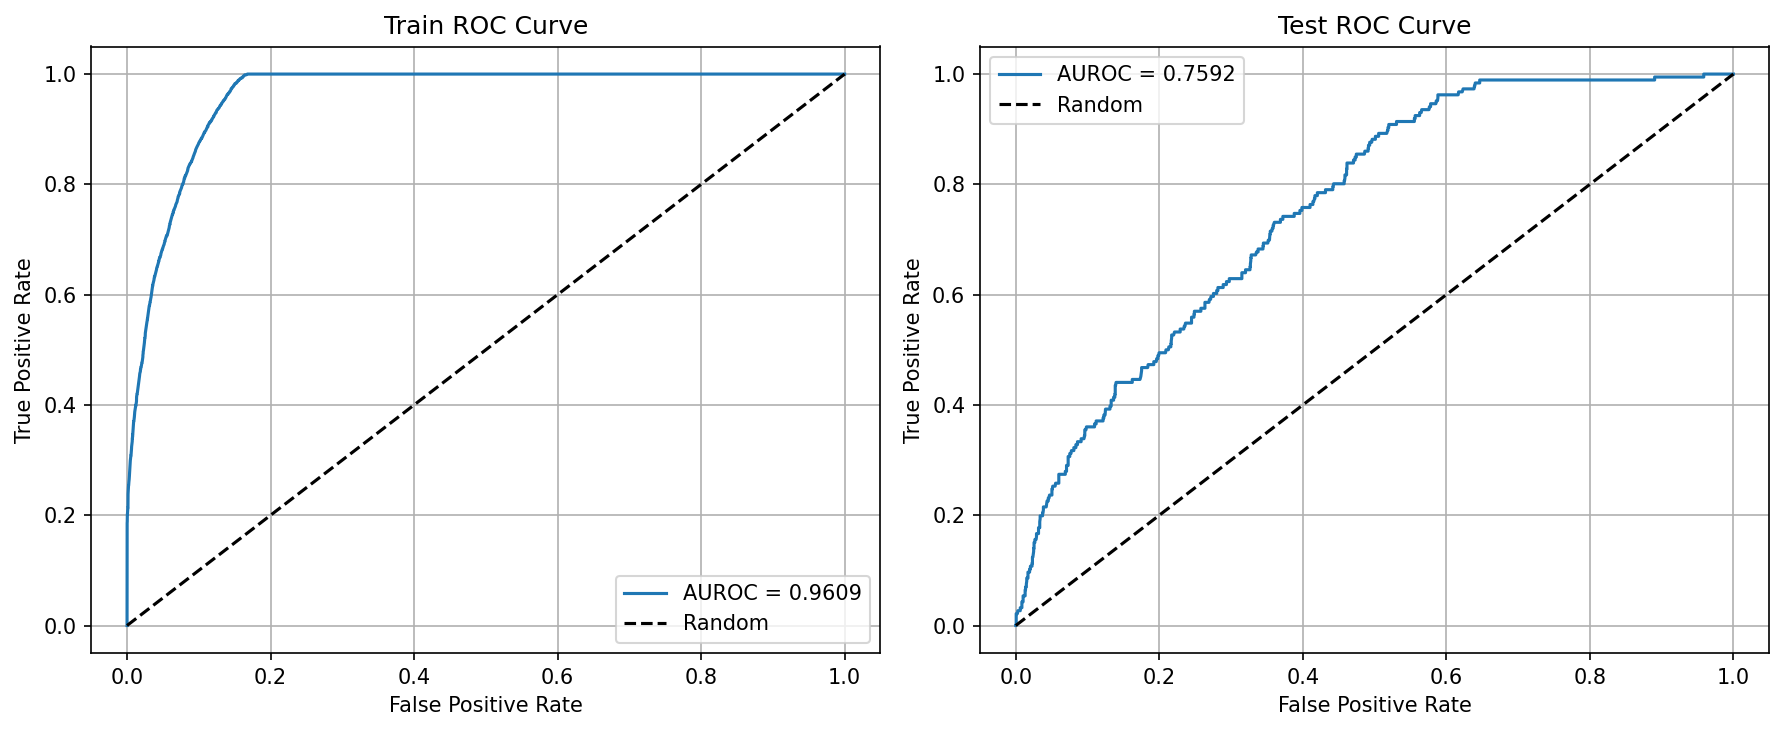 Train ROC Curve
1.0
0.8
0.6
0.4
0.2
0.0
True Positive Rate
AUROC = 0.9609
Random
0.0 0.2 0.4 0.6 0.8 1.0
False Positive Rate
Test ROC Curve
AUROC = 0.7592
Random
1.0
0.8
0.6
0.4
0.2
0.0
True Positive Rate
0.0 0.2 0.4 0.6 0.8 1.0
False Positive Rate